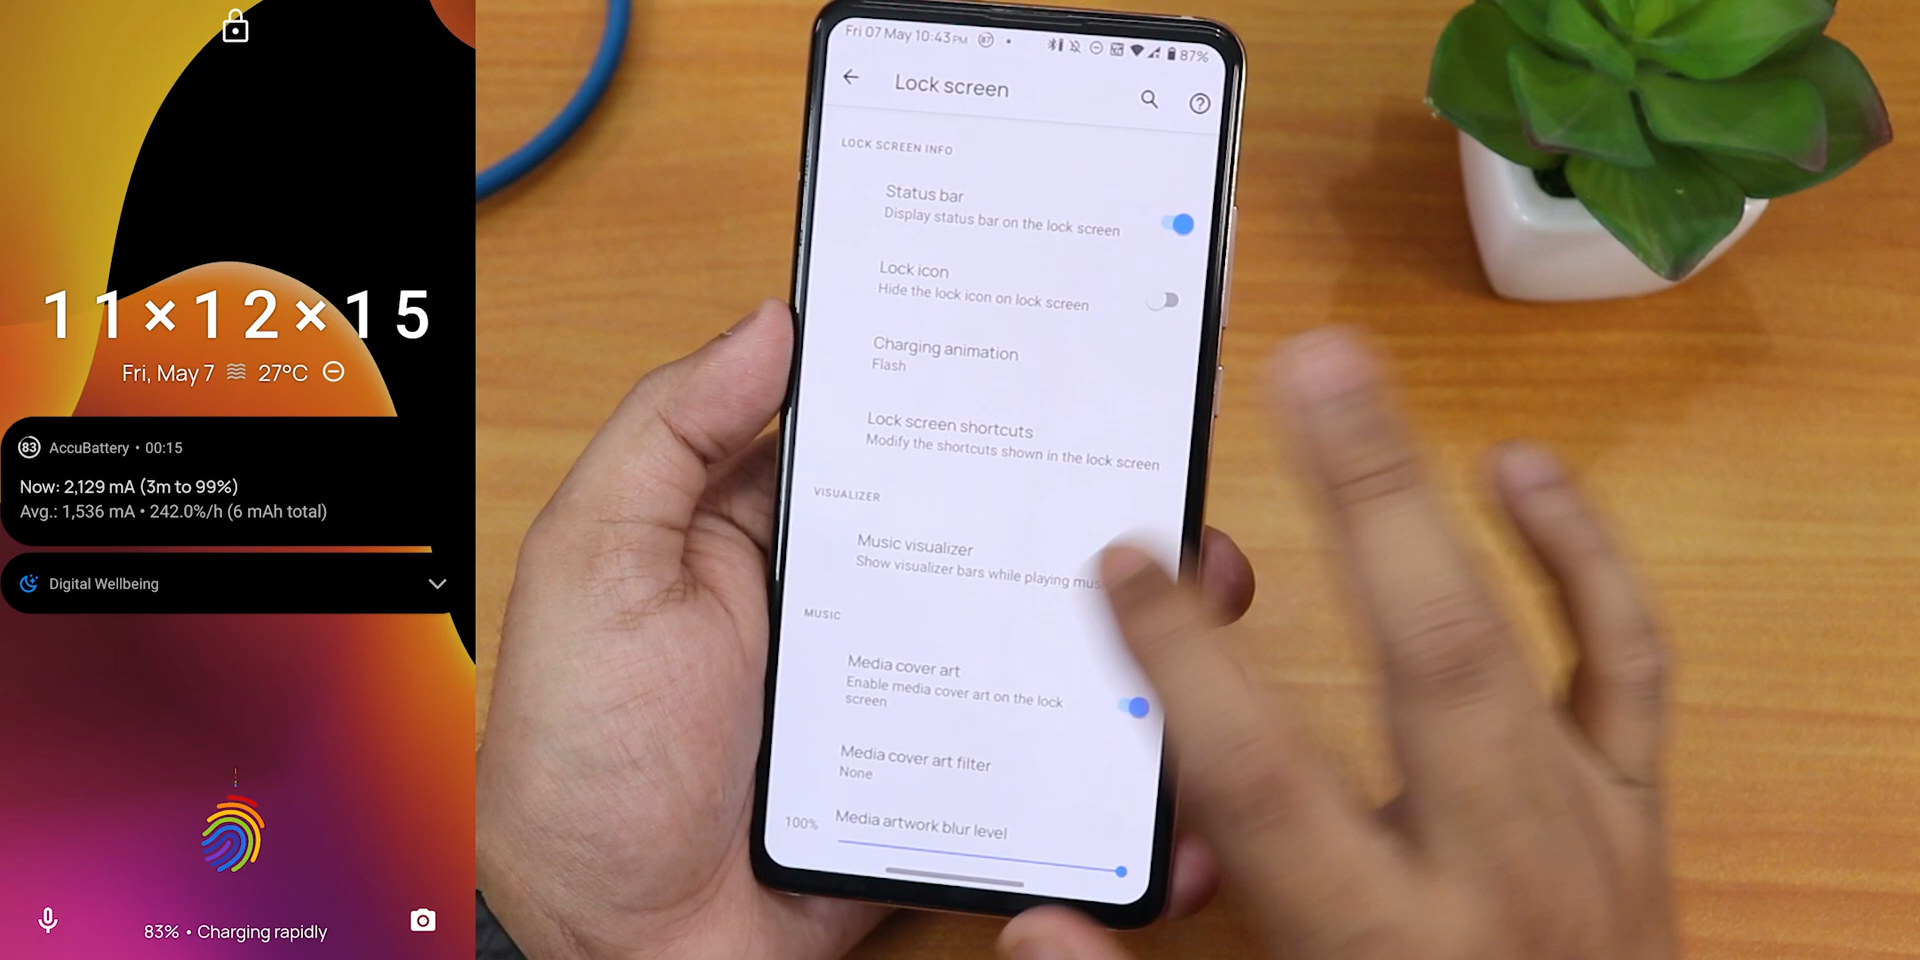 11×12×15
Fri, May 7 27°C
83 AccuBattery • 00:15
Now: 2,129 mA (3m to 99%)
Avg.: 1,536 mA • 242.0%/h (6 mAh total)
Digital Wellbeing
83% • Charging rapidly
Fri 07 May 10:43PM 87 87%
Lock screen
LOCK SCREEN INFO
Status bar
Display status bar on the lock screen
Lock icon
Hide the lock icon on lock screen
Charging animation
Flash
Lock screen shortcuts
Modify the shortcuts shown in the lock screen
VISUALIZER
Music visualizer
Show visualizer bars while playing
MUSIC
Media cover art
Enable media cover art on the lock
screen
Media cover art filter
None
100% Media artwork blur level